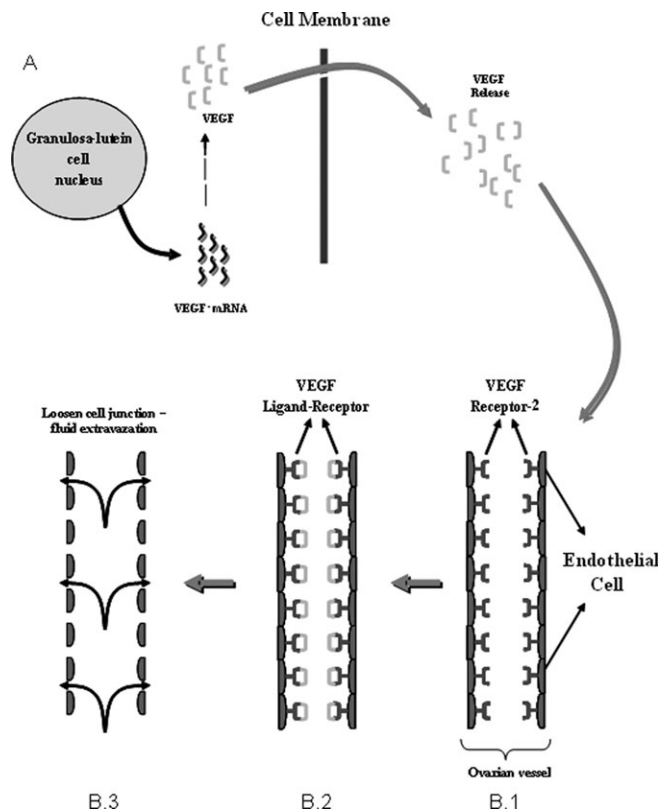 Cell Membrane
A
VEGF
Release
VEGF
Granulosa-lutein
cell
nucleus
VEGF-mRNA
Loosen cell junction –
fluid extravazation
VEGF
Ligand-Receptor
VEGF
Receptor-2
Endothelial
Cell
Ovarian vessel
B.3
B.2
B.1